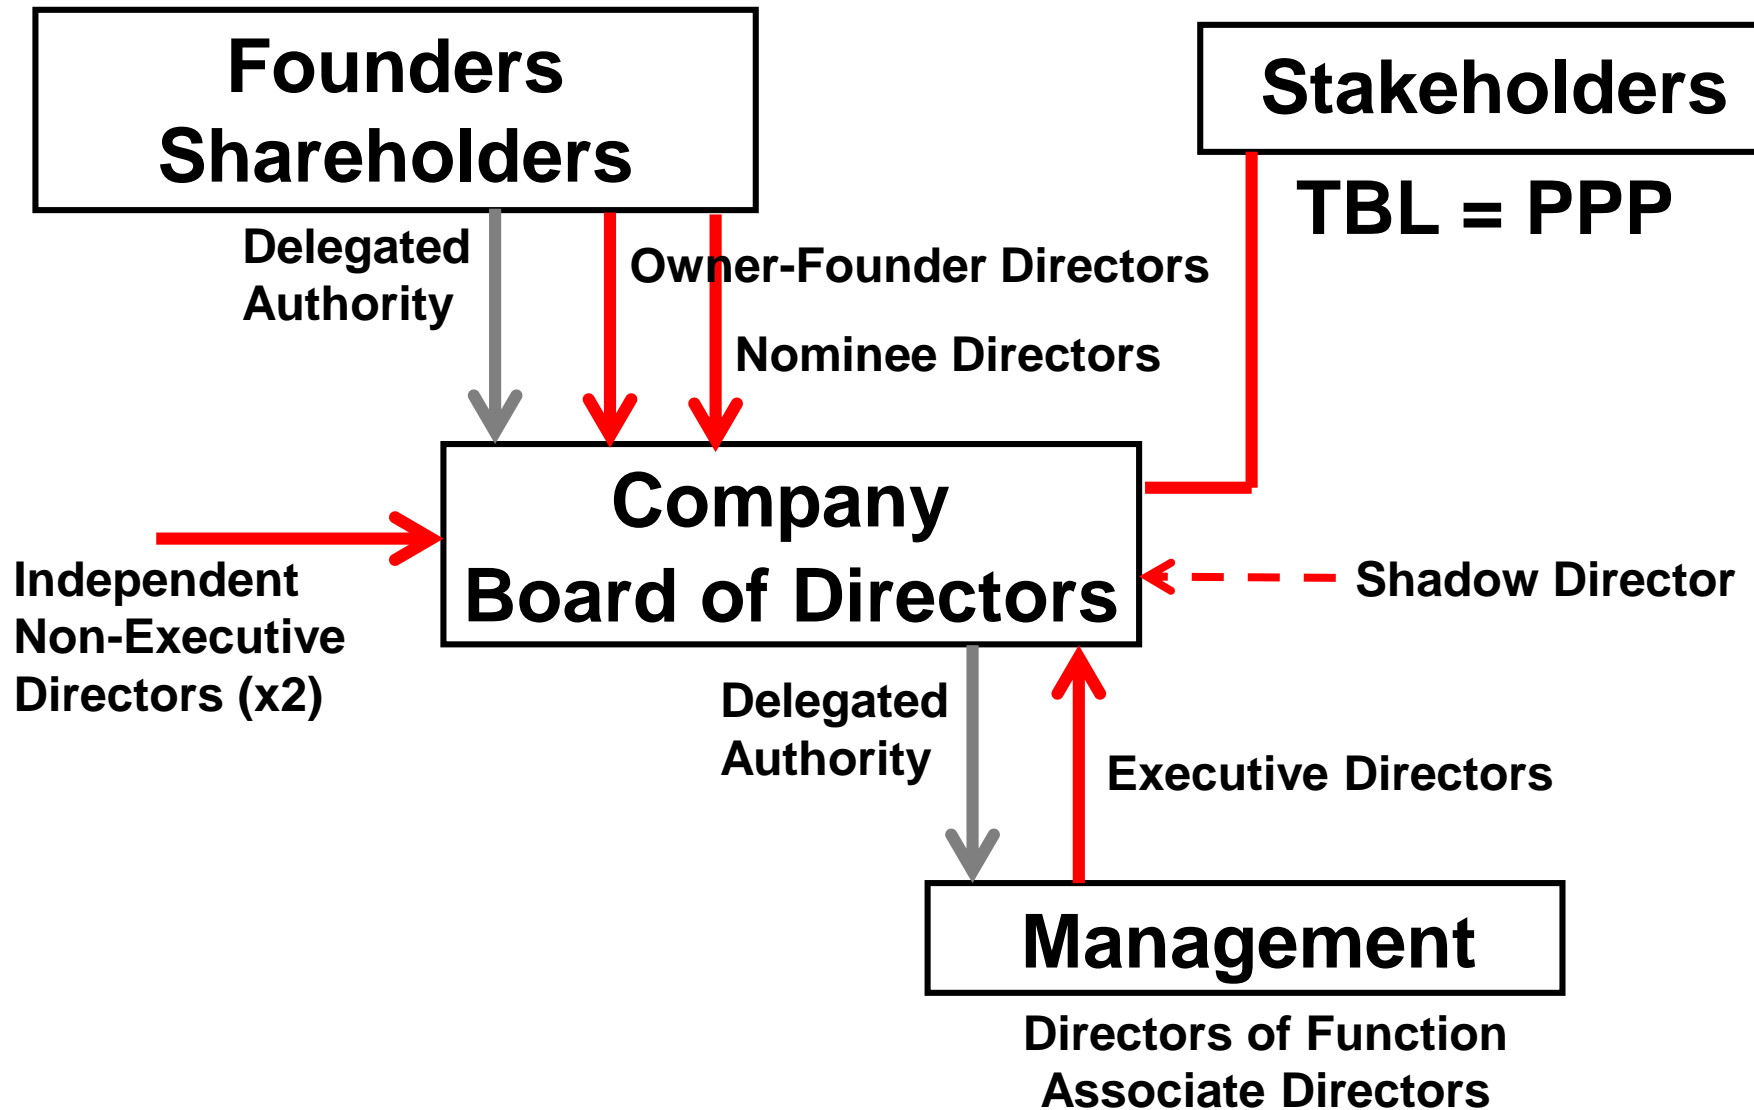 Founders
Shareholders
Stakeholders
TBL = PPP
Delegated
Authority
Owner-Founder Directors
Nominee Directors
Company
Board of Directors
Independent
Non-Executive
Directors (x2)
Shadow Director
Delegated
Authority
Executive Directors
Management
Directors of Function
Associate Directors